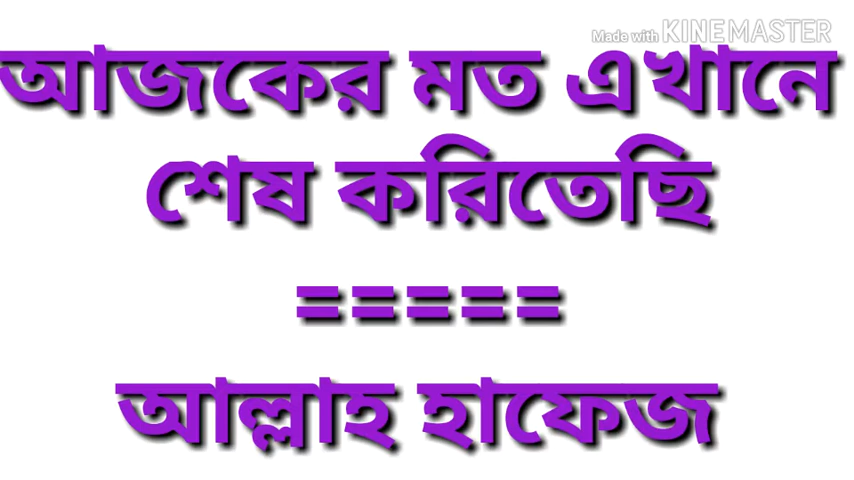 Made with KINEMASTER
আজকের মত এখানে
শেষ করিতেছি
=====
আল্লাহ হাফেজ